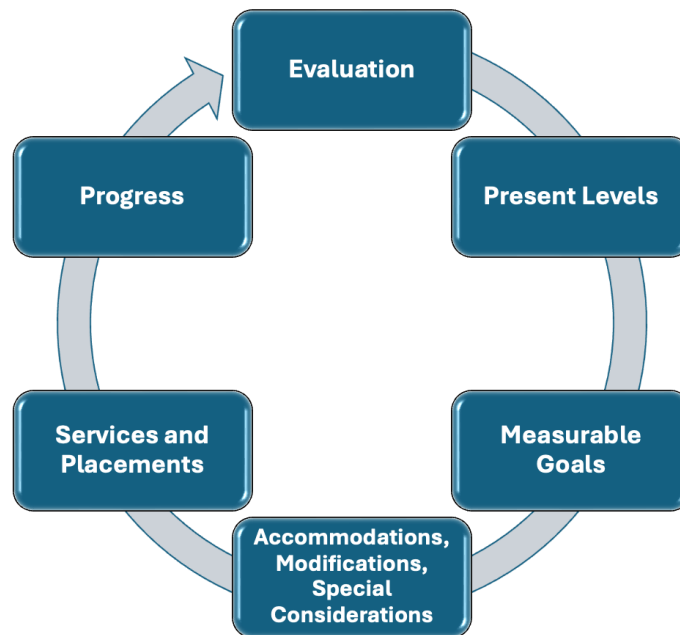 Evaluation
Present Levels
Measurable
Goals
Accommodations,
Modifications,
Special
Considerations
Services and
Placements
Progress